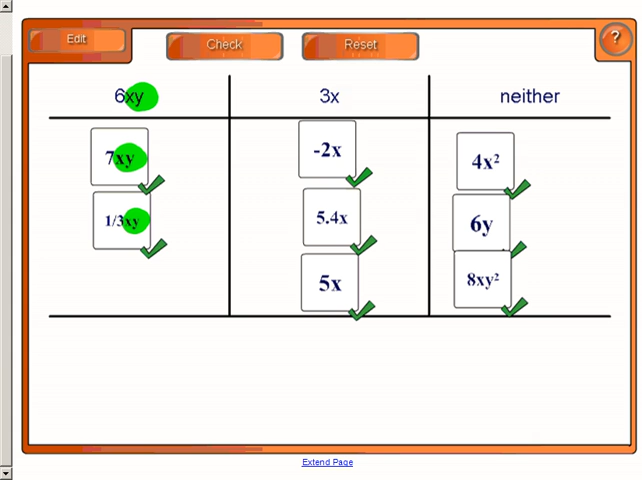 Edit
Check
Reset
?
6xy
3x
neither
7xy
-2x
4x²
1/3xy
5.4x
6y
5x
8xy²
Extend Page